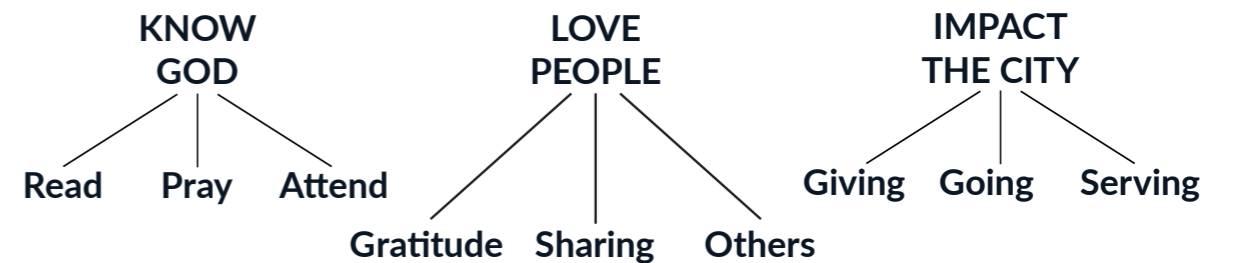 KNOW
GOD
Read Pray Attend
LOVE
PEOPLE
Gratitude Sharing Others
IMPACT
THE CITY
Giving Going Serving